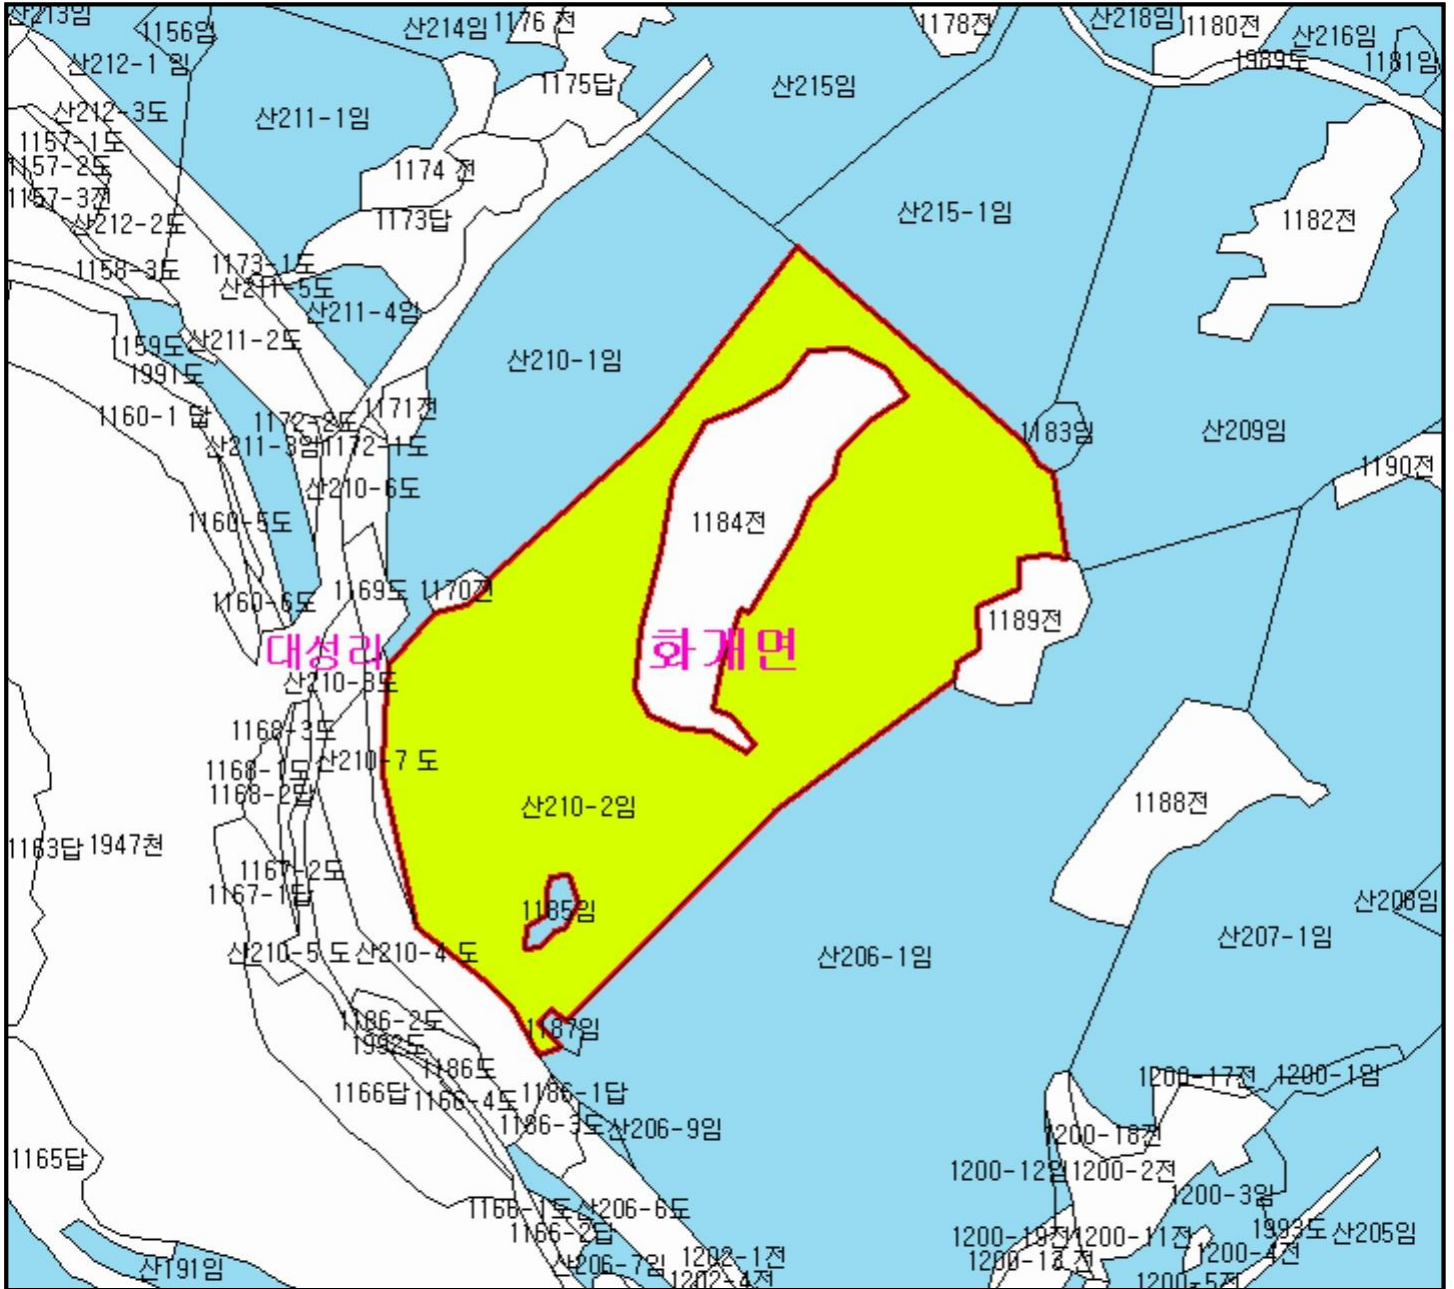 산213임
1156임
산214임
1176 전
1178전
산218임
1180전
산216임
산212-1 임
1989도
1181임
1175답
산215임
산212-3도
산211-1임
1157-1도
1157-2도
1174 전
1157-3전
산212-2도
1173답
산215-1임
1182전
1158-3도
1173-1도
산211-5도
산211-4임
산211-2도
1159도
산210-1임
1991도
1160-1 답
1172-2도
1171전
1183임
산209임
산211-3임
1172-1도
1190전
산210-6도
1160-5도
1184전
1169도
1170전
1160-6도
1189전
대성리
화개면
산210-3도
1168-3도
산210-7 도
1168-1도
1168-2답
산210-2임
1188전
1163답
1947천
1167-2도
1167-1답
1185임
산208임
산207-1임
산210-5 도
산210-4 도
산206-1임
1186-2도
1187임
1992도
1186도
1200-17전
1200-1임
1166답
1166-4도
1186-1답
1186-3도
산206-9임
1200-18전
1165답
1200-12임
1200-2전
1200-3임
1166-1도
산206-6도
1166-2답
1200-19전
1200-11전
1993도
산205임
1200-4전
산191임
산206-7임
1202-1전
1200-13 전
1202-4전
1200-5전